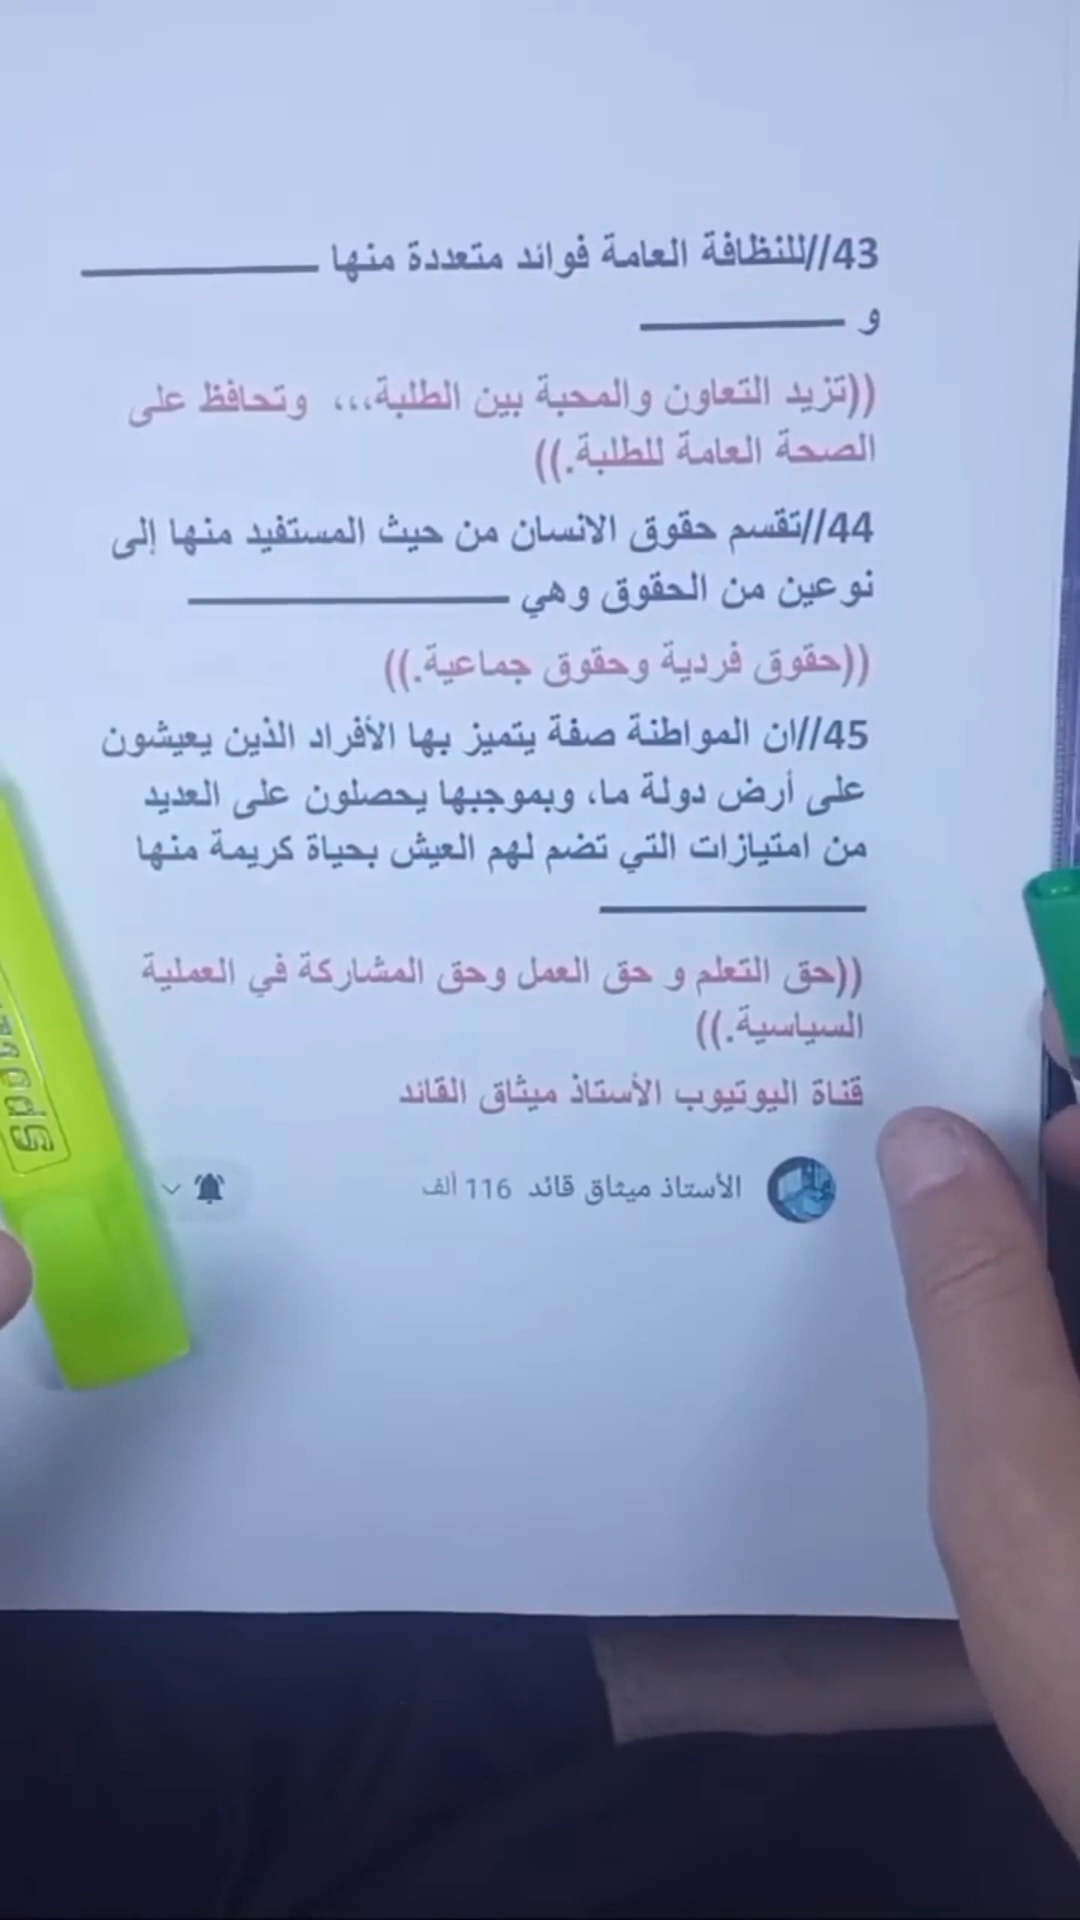 43//للنظافة العامة فوائد متعددة منها ــــــــــــ
و ــــــــــــ
((تزيد التعاون والمحبة بين الطلبة،،، وتحافظ على
الصحة العامة للطلبة.))
44//تقسم حقوق الانسان من حيث المستفيد منها إلى
نوعين من الحقوق وهي ــــــــــــ
((حقوق فردية وحقوق جماعية.))
45//ان المواطنة صفة يتميز بها الأفراد الذين يعيشون
على أرض دولة ما، وبموجبها يحصلون على العديد
من امتيازات التي تضم لهم العيش بحياة كريمة منها
ــــــــــــ
((حق التعلم و حق العمل وحق المشاركة في العملية
السياسية.))
قناة اليوتيوب الأستاذ ميثاق القائد
الأستاذ ميثاق قائد 116 ألف